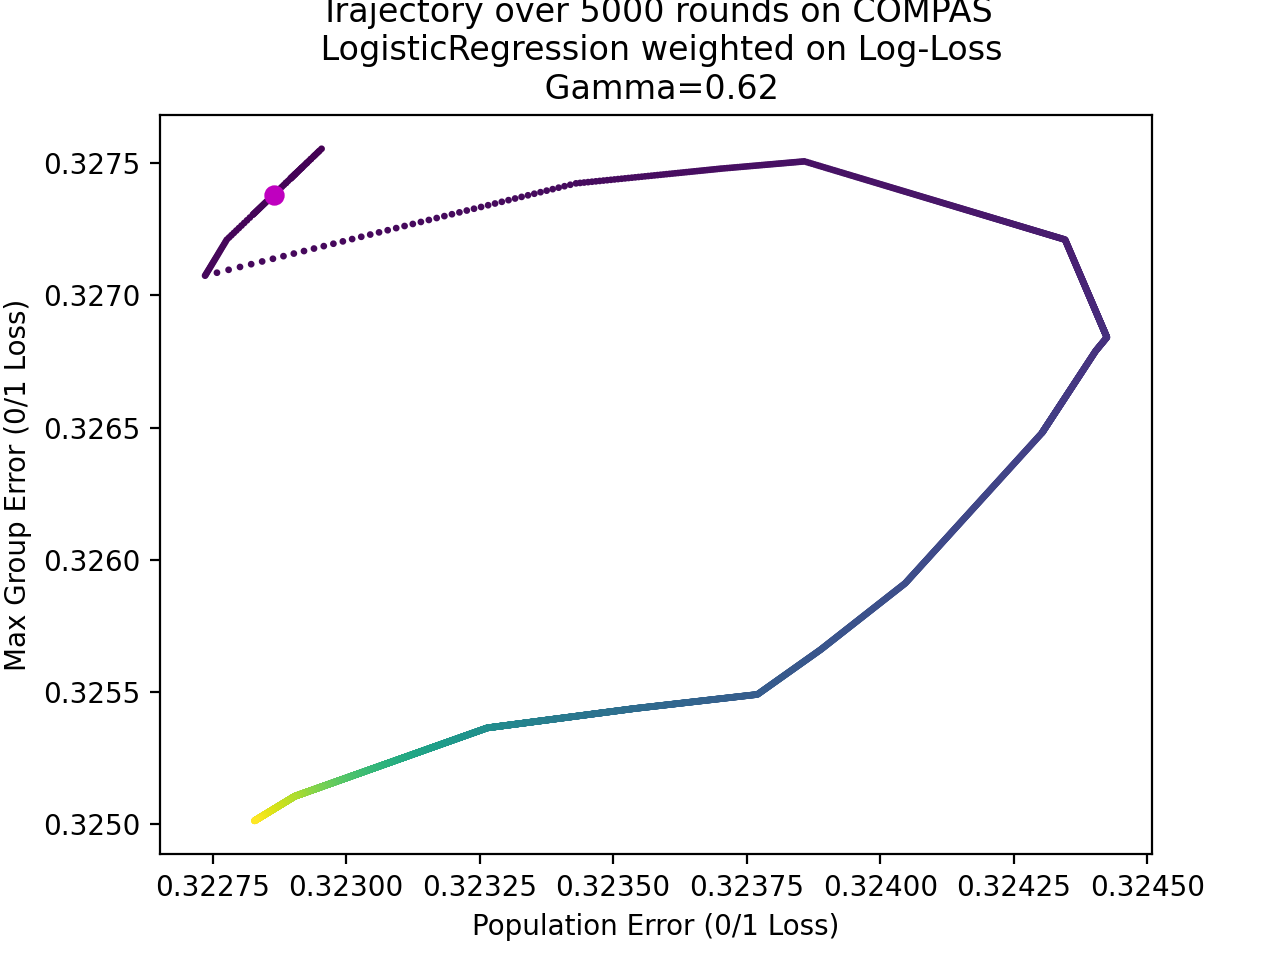 Trajectory over 5000 rounds on COMPAS
LogisticRegression weighted on Log-Loss
Gamma=0.62
0.3275
0.3270
0.3265
0.3260
0.3255
0.3250
Max Group Error (0/1 Loss)
0.32275 0.32300 0.32325 0.32350 0.32375 0.32400 0.32425 0.32450
Population Error (0/1 Loss)